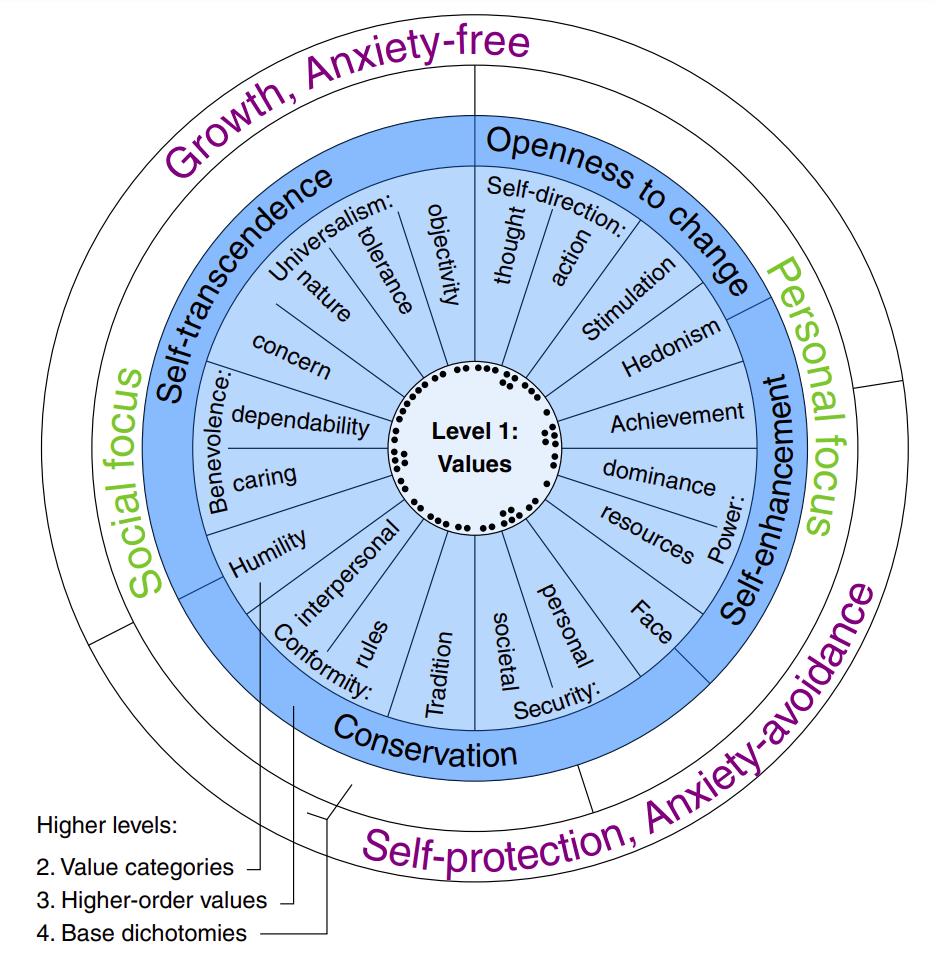 Growth, Anxiety-free
Openness to change
Self-transcendence
Personal focus
Social focus
Self-enhancement
Conservation
Self-protection, Anxiety-avoidance
Self-direction:
thought
action
Stimulation
Hedonism
Achievement
dominance
resources
Power:
Face
personal
societal
Security:
Tradition
rules
interpersonal
Conformity:
Humility
caring
dependability
Benevolence:
concern
nature
tolerance
objectivity
Universalism:
Level 1:
Values
Higher levels:
2. Value categories
3. Higher-order values
4. Base dichotomies